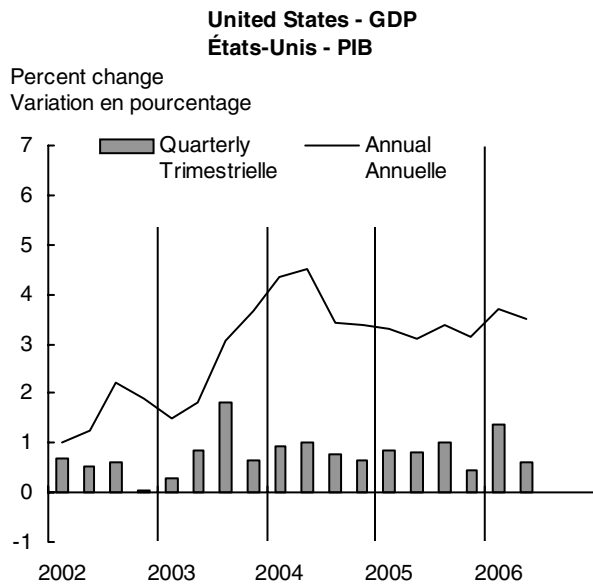 United States - GDP
États-Unis - PIB
Percent change
Variation en pourcentage
7
Quarterly
Trimestrielle
Annual
Annuelle
6
5
4
3
2
1
0
-1
2002 2003 2004 2005 2006